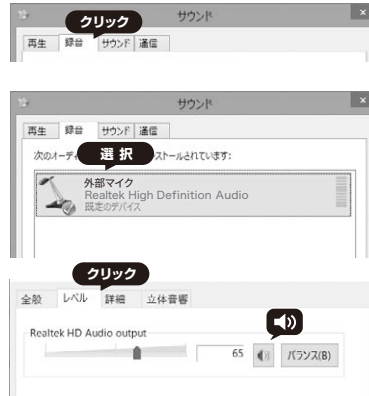 サウンド
クリック
再生 録音 サウンド 通信
サウンド
再生 録音 サウンド 通信
次のオーディ 選択 ストールされています:
外部マイク
Realtek High Definition Audio
既定のデバイス
クリック
全般 レベル 詳細 立体音響
Realtek HD Audio output
65 バランス(B)